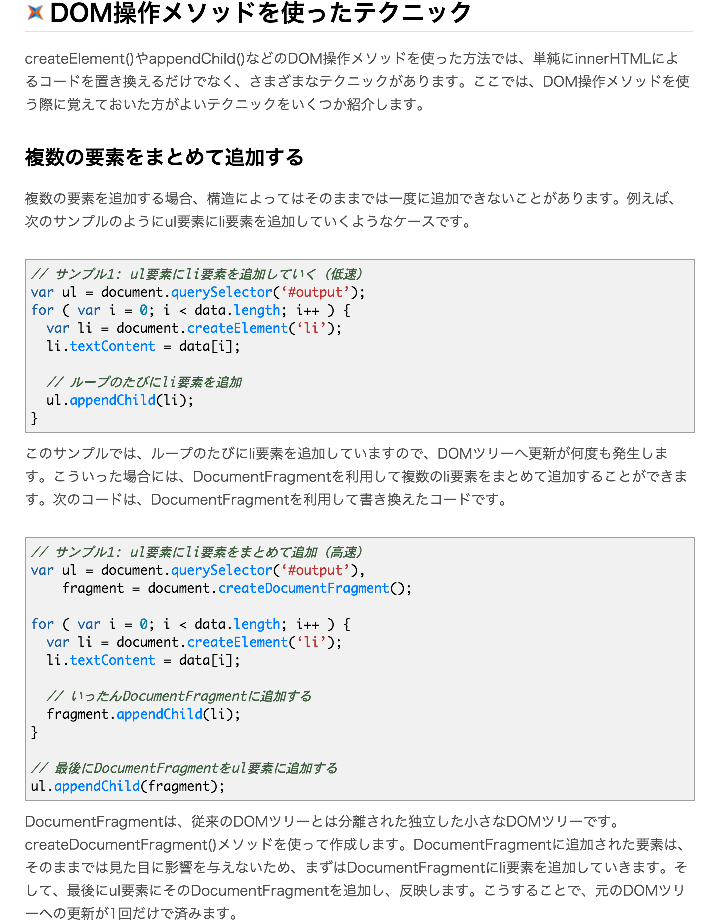 DOM操作メソッドを使ったテクニック
createElement()やappendChild()などのDOM操作メソッドを使った方法では、単純にinnerHTMLによ
るコードを置き換えるだけでなく、さまざまなテクニックがあります。ここでは、DOM操作メソッドを使
う際に覚えておいた方がよいテクニックをいくつか紹介します。
複数の要素をまとめて追加する
複数の要素を追加する場合、構造によってはそのままでは一度に追加できないことがあります。例えば、
次のサンプルのようにul要素にli要素を追加していくようなケースです。
// サンプル1: ul要素にli要素を追加していく（低速）
var ul = document.querySelector(‘#output’);
for ( var i = 0; i < data.length; i++ ) {
  var li = document.createElement(‘li’);
  li.textContent = data[i];
  // ループのたびにli要素を追加
  ul.appendChild(li);
}
このサンプルでは、ループのたびにli要素を追加していますので、DOMツリーへ更新が何度も発生しま
す。こういった場合には、DocumentFragmentを利用して複数のli要素をまとめて追加することができま
す。次のコードは、DocumentFragmentを利用して書き換えたコードです。
// サンプル1: ul要素にli要素をまとめて追加（高速）
var ul = document.querySelector(‘#output’),
    fragment = document.createDocumentFragment();
for ( var i = 0; i < data.length; i++ ) {
  var li = document.createElement(‘li’);
  li.textContent = data[i];
  // いったんDocumentFragmentに追加する
  fragment.appendChild(li);
}
// 最後にDocumentFragmentをul要素に追加する
ul.appendChild(fragment);
DocumentFragmentは、従来のDOMツリーとは分離された独立した小さなDOMツリーです。
createDocumentFragment()メソッドを使って作成します。DocumentFragmentに追加された要素は、
そのままでは見た目に影響を与えないため、まずはDocumentFragmentにli要素を追加していきます。そ
して、最後にul要素にそのDocumentFragmentを追加し、反映します。こうすることで、元のDOMツリ
ーへの更新が1回だけで済みます。